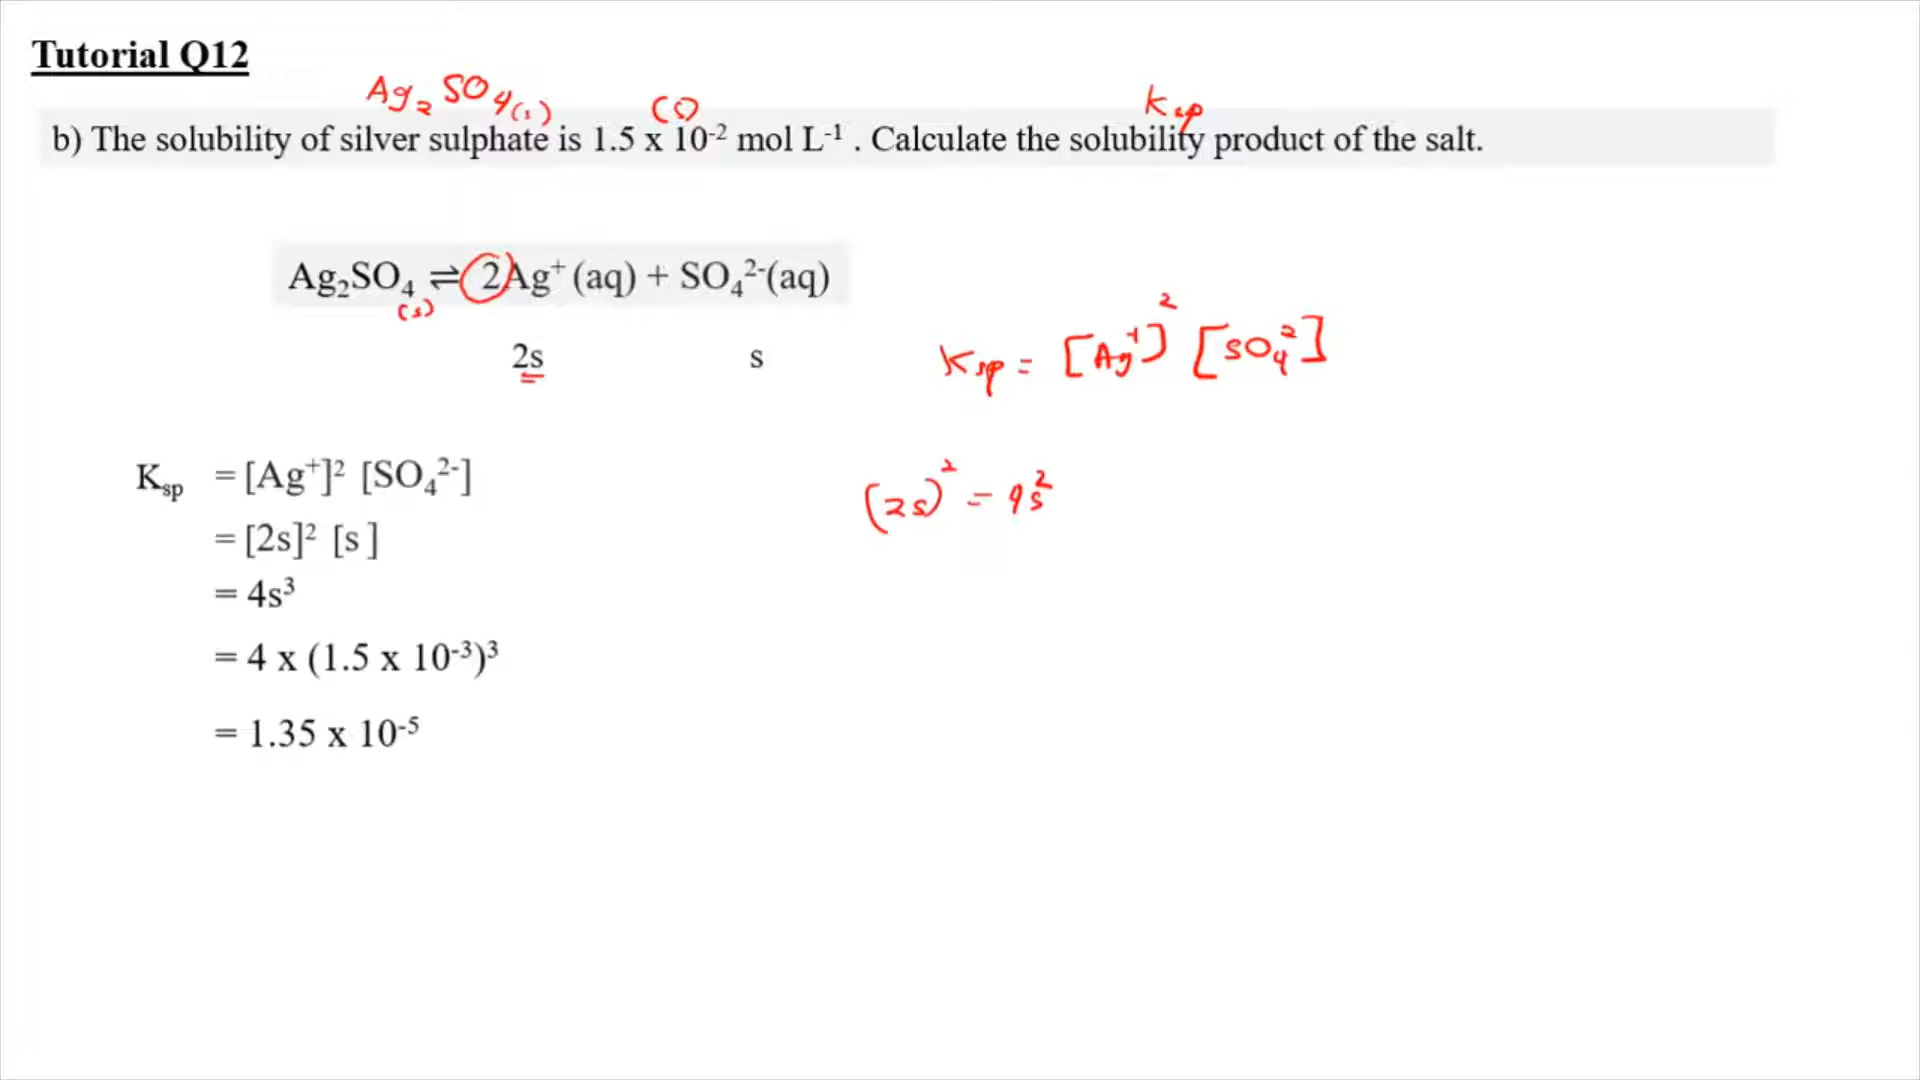 Tutorial Q12
Ag₂SO₄(s) (s) Ksp
b) The solubility of silver sulphate is 1.5 x 10⁻² mol L⁻¹ . Calculate the solubility product of the salt.
Ag₂SO₄ ⇌ 2Ag⁺ (aq) + SO₄²⁻(aq)
(s)
2s s
Ksp = [Ag⁺]² [SO₄²]
Ksp = [Ag⁺]² [SO₄²⁻]
(2s)² = 4s²
= [2s]² [s ]
= 4s³
= 4 x (1.5 x 10⁻³)³
= 1.35 x 10⁻⁵